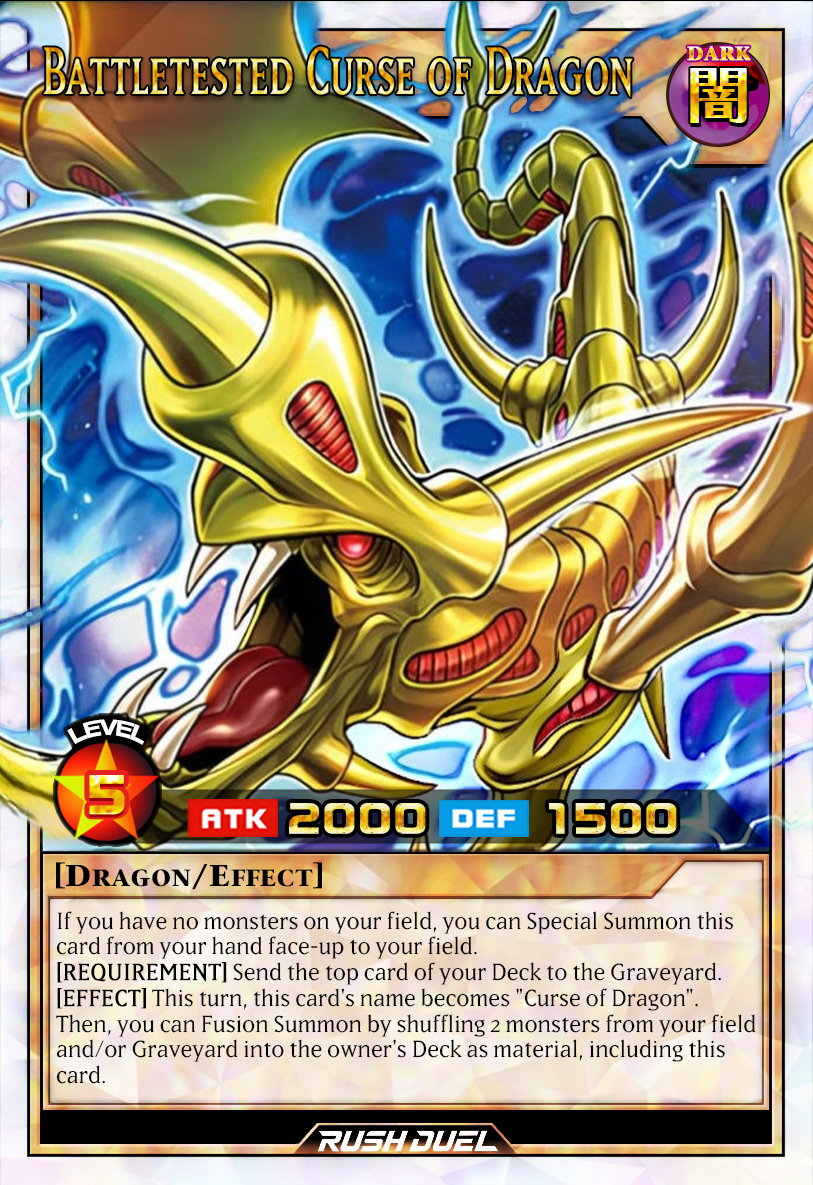 Battletested Curse of Dragon
DARK
闇
LEVEL
5
ATK 2000 DEF 1500
[Dragon/Effect]
If you have no monsters on your field, you can Special Summon this
card from your hand face-up to your field.
[REQUIREMENT] Send the top card of your Deck to the Graveyard.
[EFFECT] This turn, this card's name becomes "Curse of Dragon".
Then, you can Fusion Summon by shuffling 2 monsters from your field
and/or Graveyard into the owner's Deck as material, including this
card.
RUSH DUEL